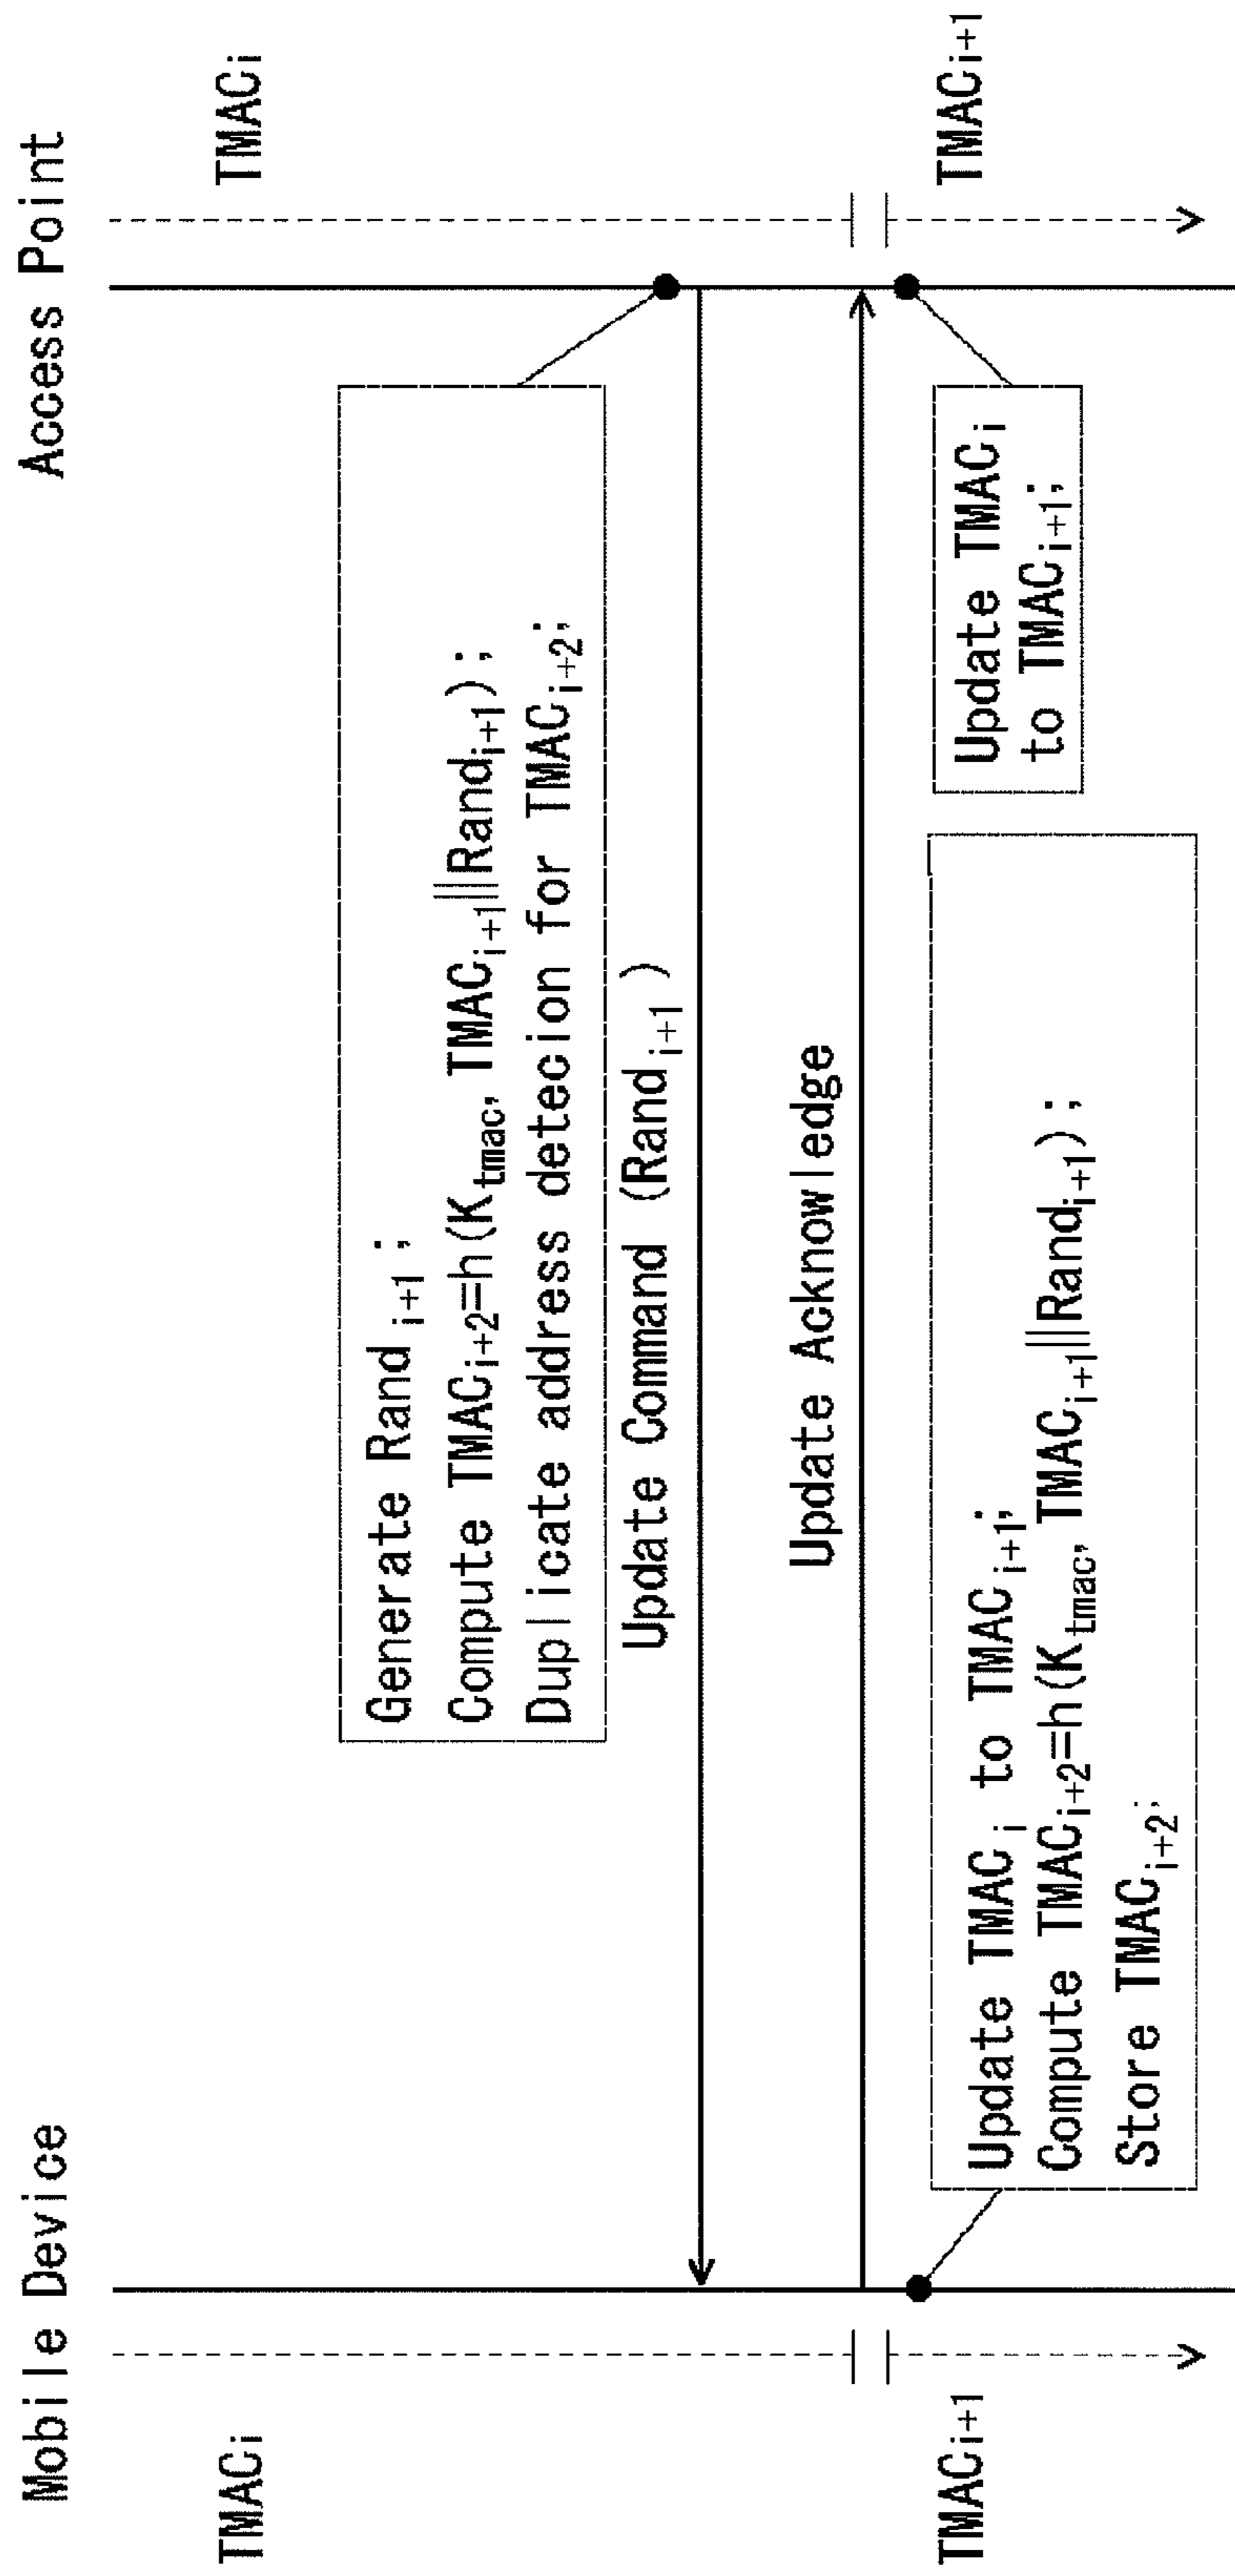 Mobile Device
Access Point
TMACi
TMACi
Generate Rand i+1;
Compute TMACi+2=h(Ktmac, TMACi+1||Randi+1);
Duplicate address detecion for TMACi+2;
Update Command (Randi+1)
Update Acknowledge
TMACi+1
TMACi+1
Update TMACi to TMACi+1;
Compute TMACi+2=h(Ktmac, TMACi+1||Randi+1);
Store TMACi+2;
Update TMACi
to TMACi+1;